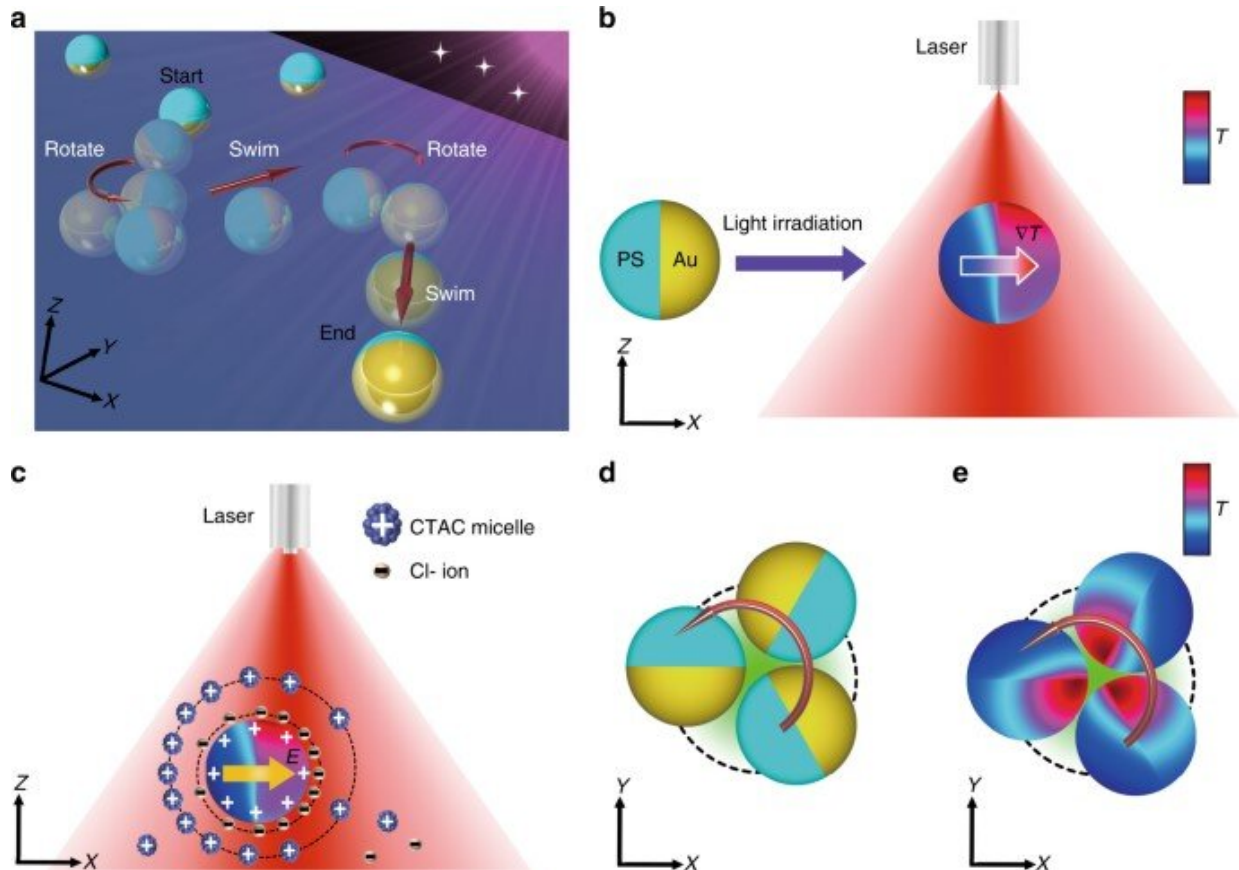 a
Start
Rotate
Swim
Rotate
Swim
End
Z
Y
X
b
Laser
T
Light irradiation
PS
Au
∇T
Z
X
c
Laser
CTAC micelle
Cl- ion
E
Z
X
d
Y
X
e
T
Y
X